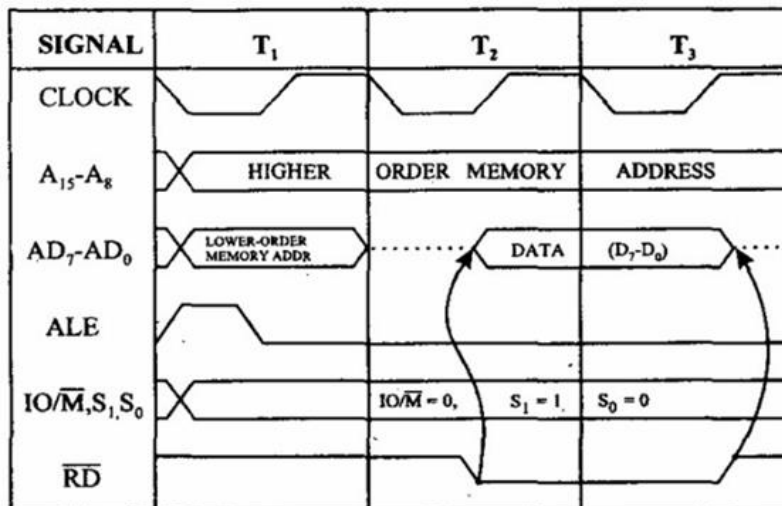 SIGNAL T₁ T₂ T₃
CLOCK
A₁₅-A₈ HIGHER ORDER MEMORY ADDRESS
AD₇-AD₀ LOWER-ORDER MEMORY ADDR DATA (D₇-D₀)
ALE
IO/M̅,S₁,S₀ IO/M̅ = 0, S₁ = 1 S₀ = 0
R̅D̅